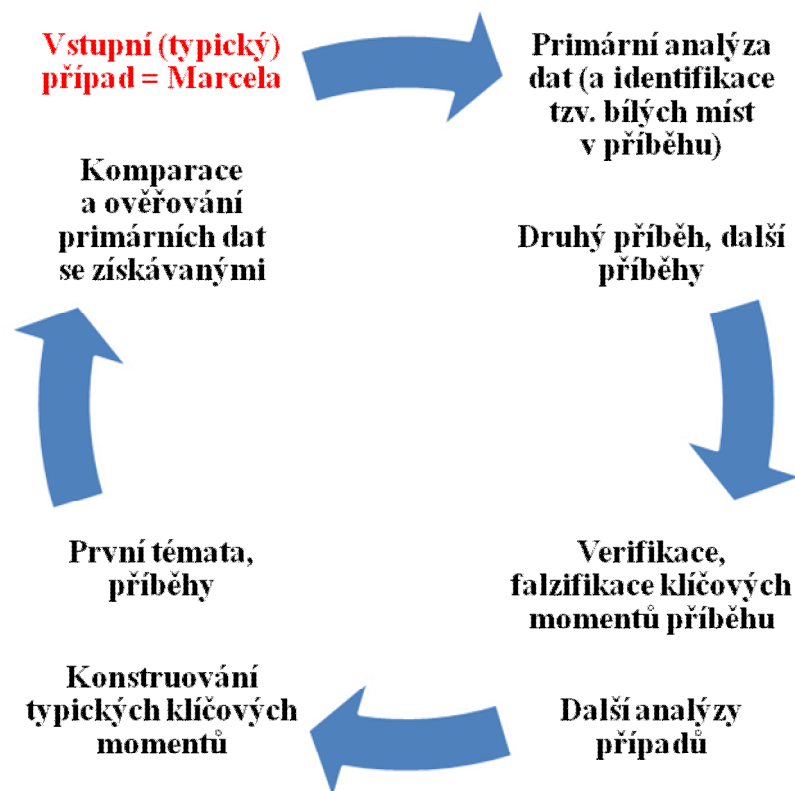 Vstupní (typický)
případ = Marcela
Primární analýza
dat (a identifikace
tzv. bílých míst
v příběhu)
Druhý příběh, další
příběhy
Verifikace,
falzifikace klíčových
momentů příběhu
Další analýzy
případů
Konstruování
typických klíčových
momentů
První témata,
příběhy
Komparace
a ověřování
primárních dat
se získávanými